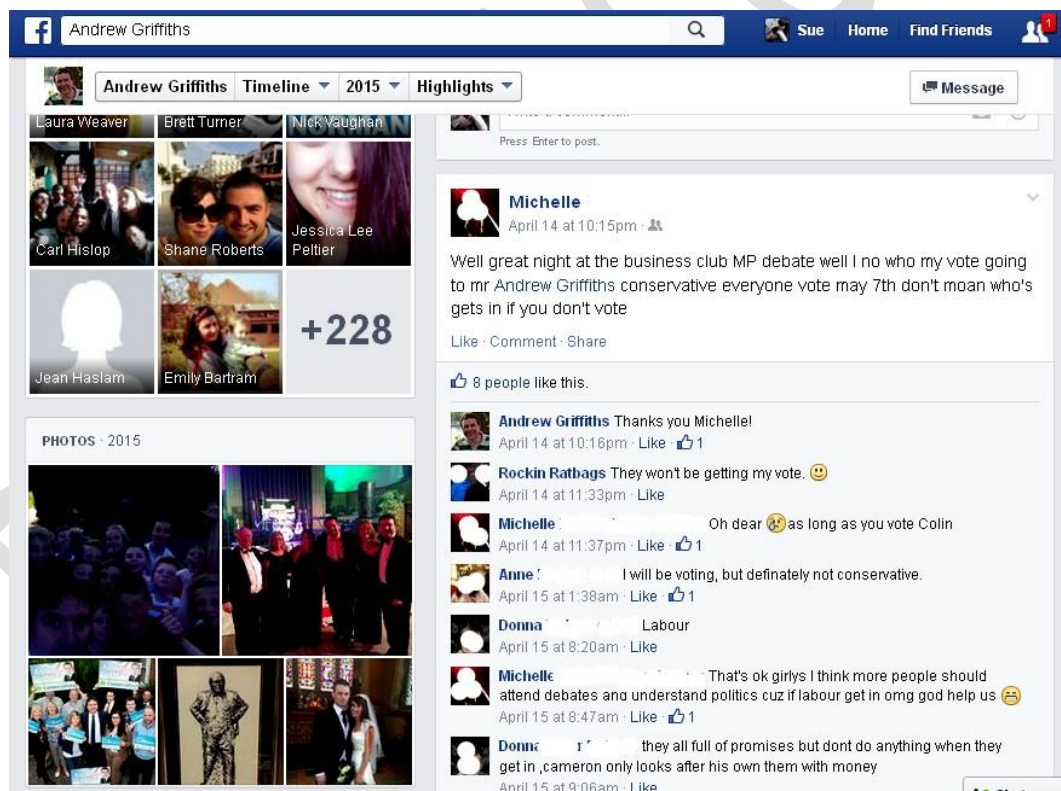 Andrew Griffiths
Sue Home Find Friends 1
Andrew Griffiths Timeline 2015 Highlights Message
Laura Weaver Brett Turner Nick Vaughan
Carl Hislop Shane Roberts Jessica Lee Peltier
Jean Haslam Emily Bartram +228
PHOTOS · 2015
Press Enter to post.
Michelle
April 14 at 10:15pm ·
Well great night at the business club MP debate well I no who my vote going
to mr Andrew Griffiths conservative everyone vote may 7th don't moan who's
gets in if you don't vote
Like · Comment · Share
8 people like this.
Andrew Griffiths Thanks you Michelle!
April 14 at 10:16pm · Like · 1
Rockin Ratbags They won't be getting my vote.
April 14 at 11:33pm · Like
Michelle Oh dear as long as you vote Colin
April 14 at 11:37pm · Like · 1
Anne I will be voting, but definately not conservative.
April 15 at 1:38am · Like · 1
Donna Labour
April 15 at 8:20am · Like
Michelle That's ok girlys I think more people should
attend debates and understand politics cuz if labour get in omg god help us
April 15 at 8:47am · Like · 1
Donna they all full of promises but dont do anything when they
get in ,cameron only looks after his own them with money
April 15 at 9:06am · Like